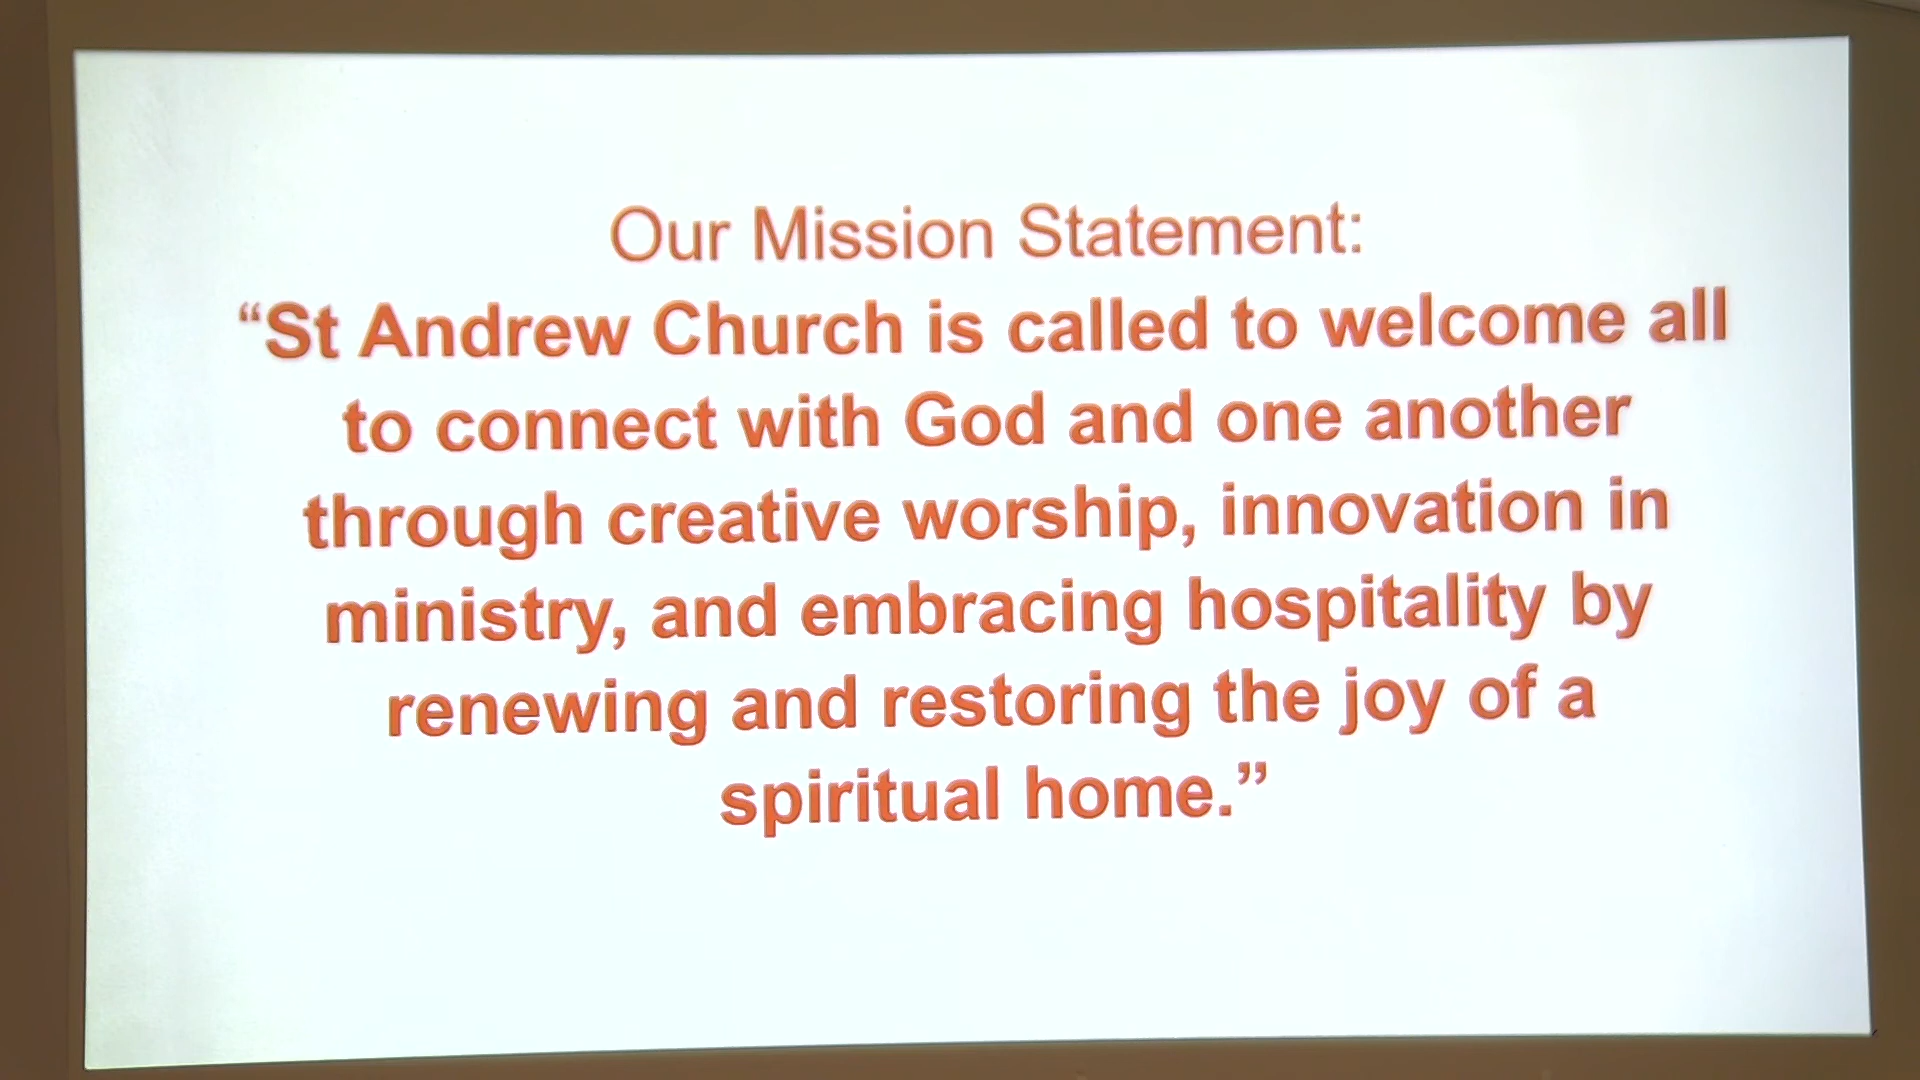 Our Mission Statement:
“St Andrew Church is called to welcome all
to connect with God and one another
through creative worship, innovation in
ministry, and embracing hospitality by
renewing and restoring the joy of a
spiritual home.”